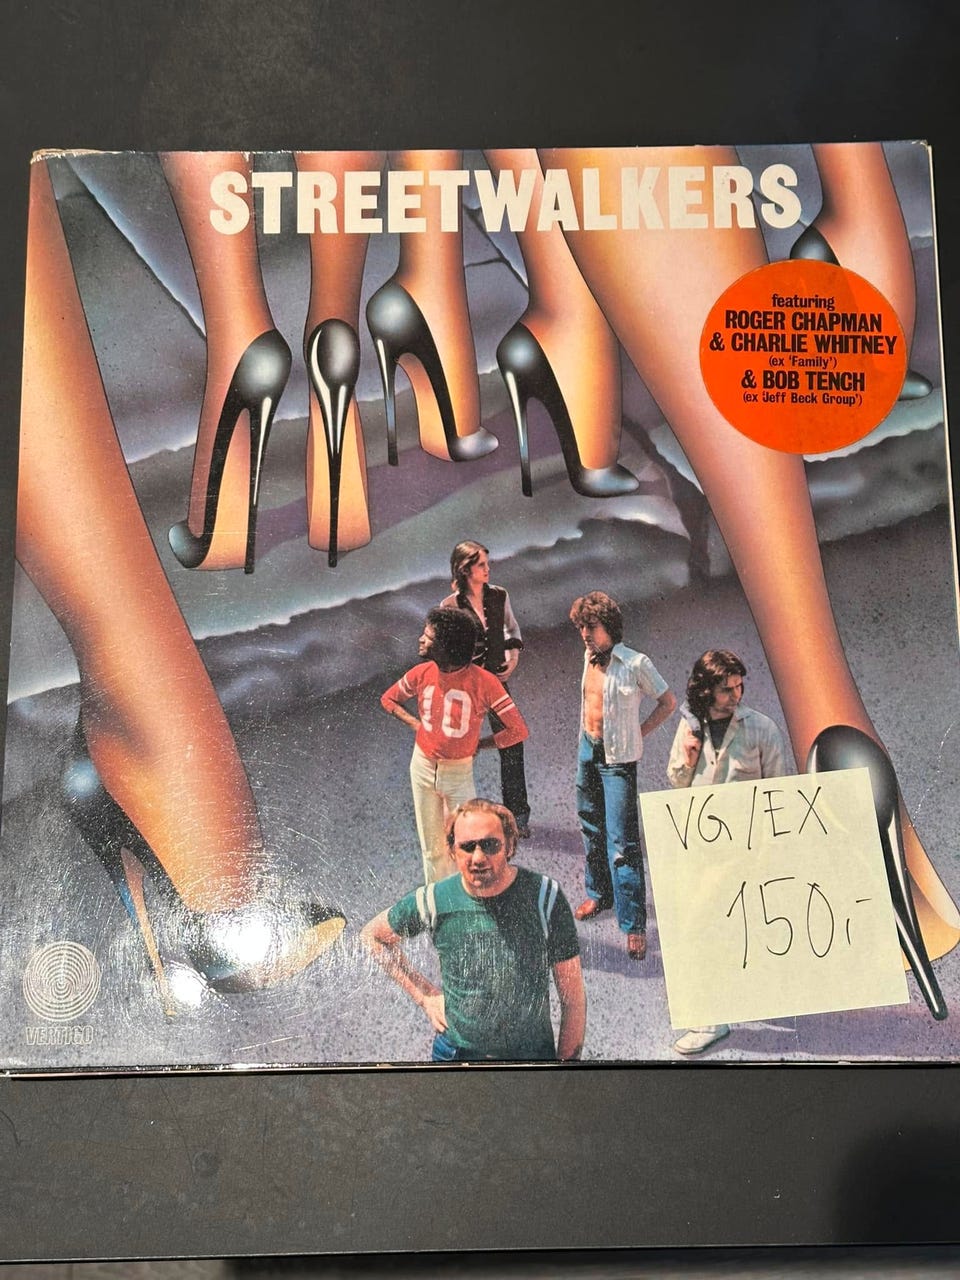 STREETWALKERS
featuring
ROGER CHAPMAN
& CHARLIE WHITNEY
(ex 'Family')
& BOB TENCH
(ex 'Jeff Beck Group')
10
VG/EX
150,-
VERTIGO